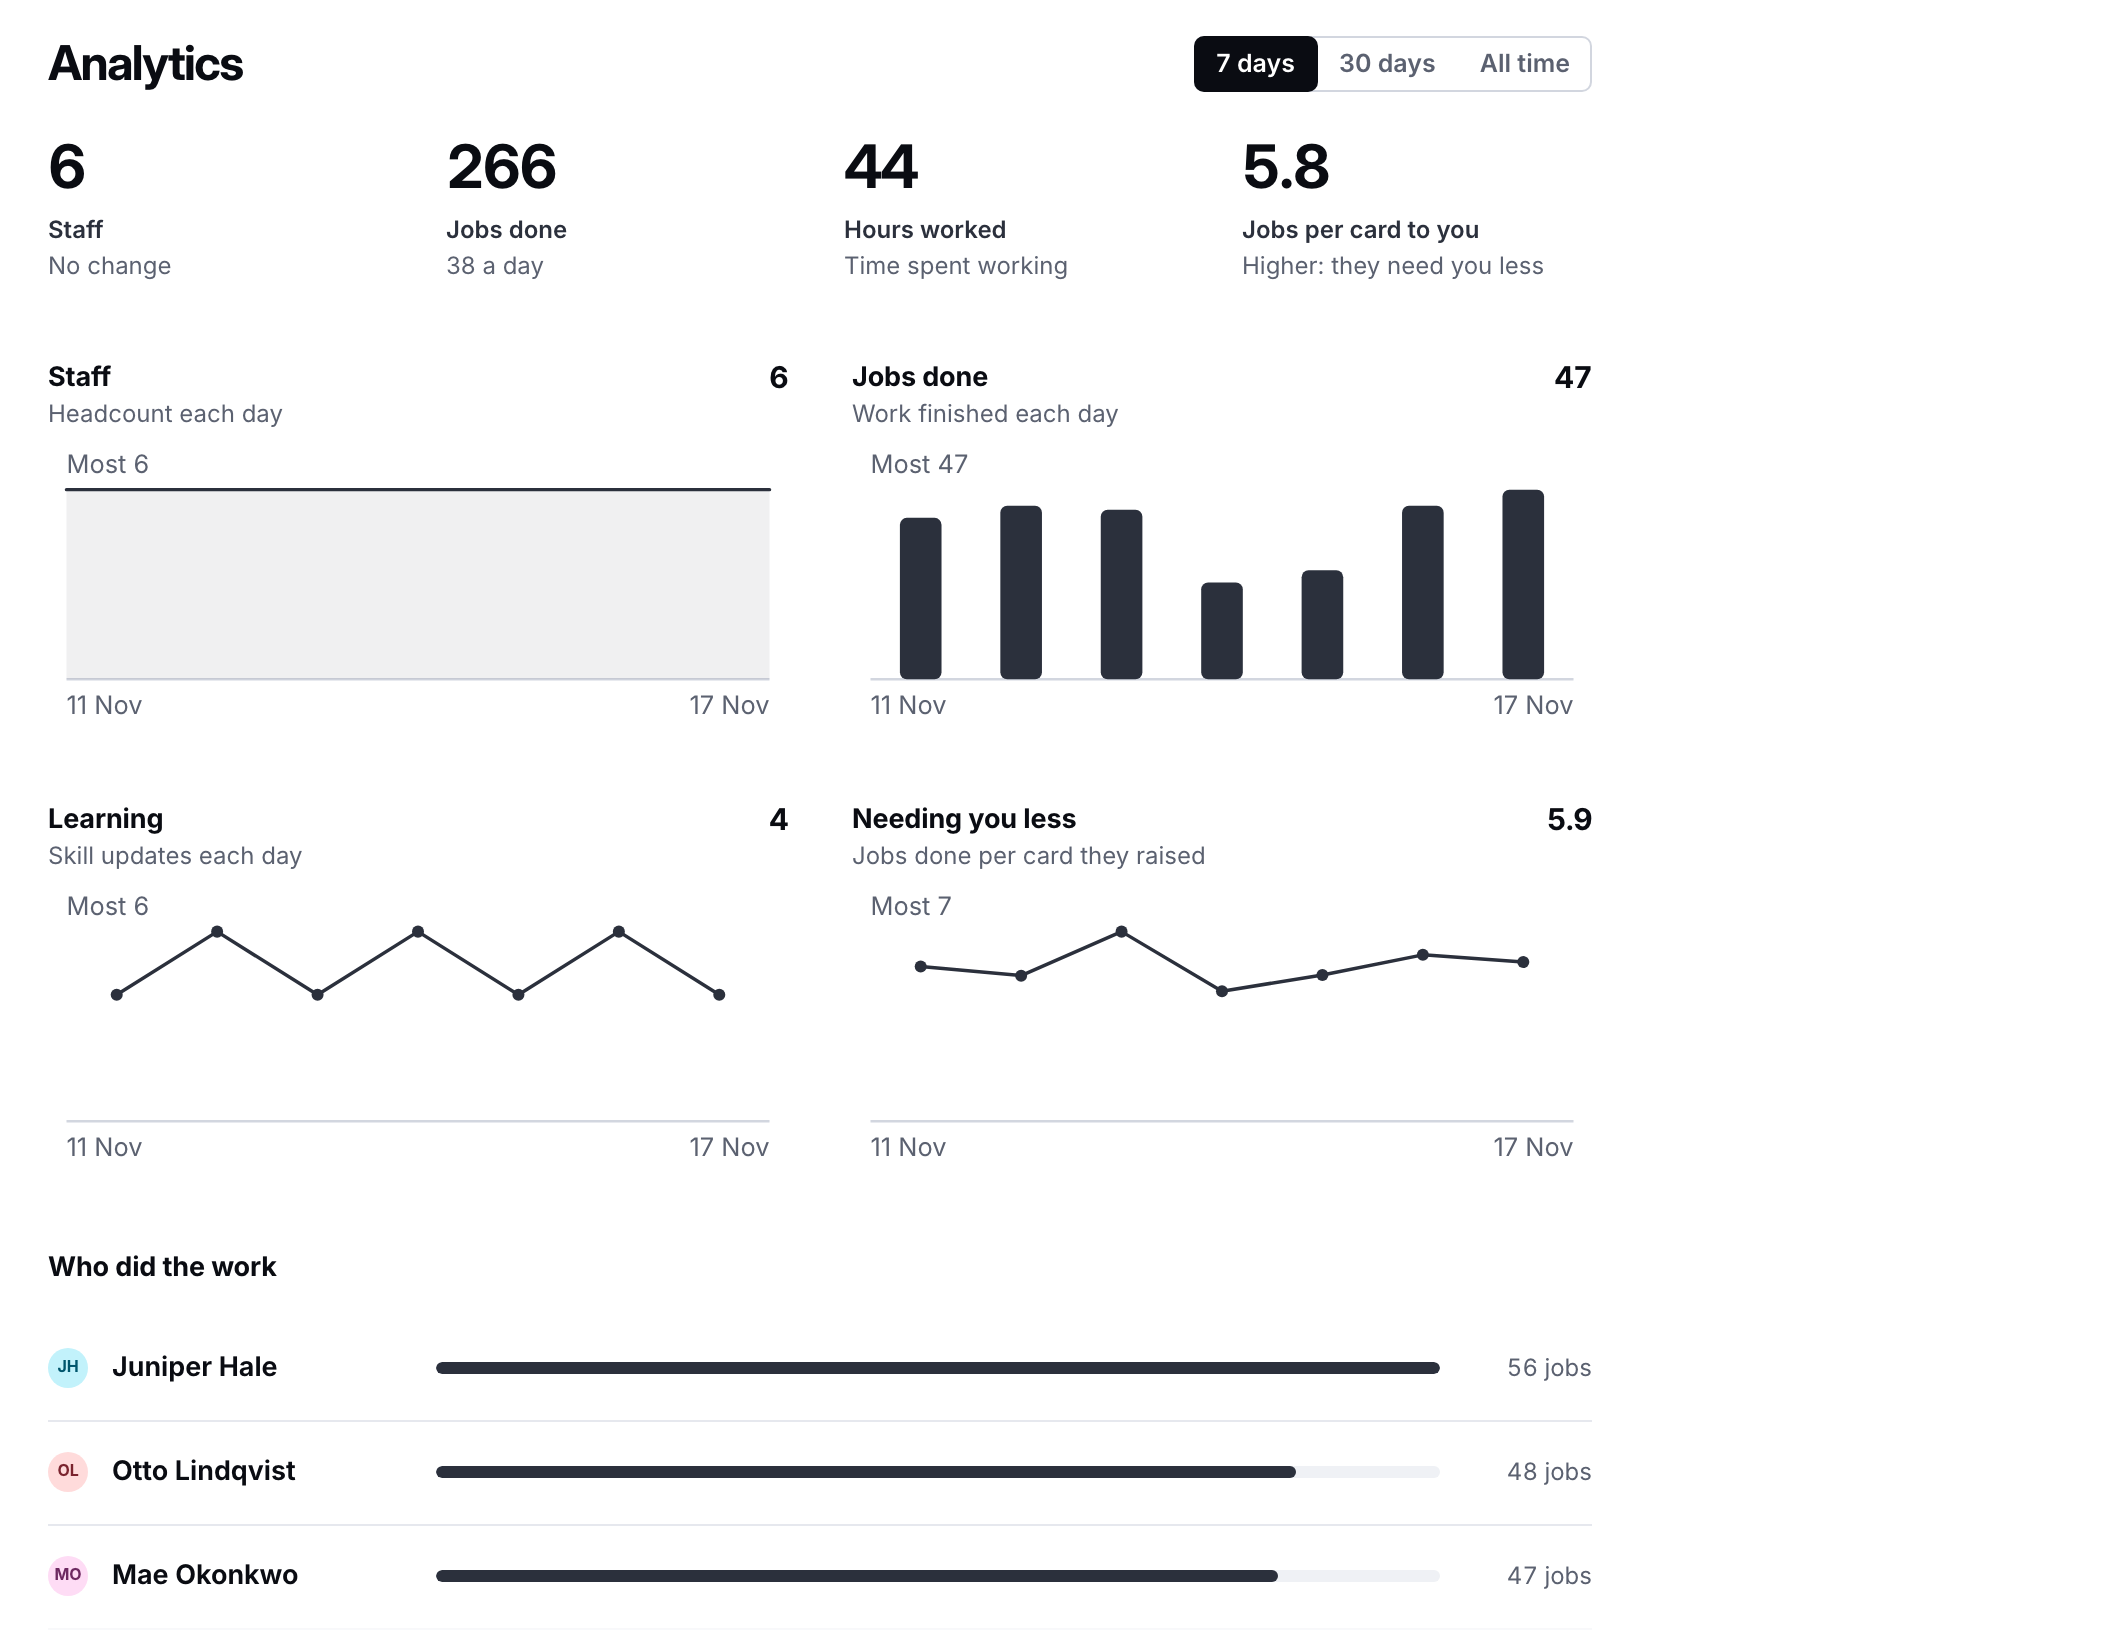 Analytics
7 days 30 days All time
6
Staff
No change
266
Jobs done
38 a day
44
Hours worked
Time spent working
5.8
Jobs per card to you
Higher: they need you less
Staff 6
Headcount each day
Most 6
11 Nov 17 Nov
Jobs done 47
Work finished each day
Most 47
11 Nov 17 Nov
Learning 4
Skill updates each day
Most 6
11 Nov 17 Nov
Needing you less 5.9
Jobs done per card they raised
Most 7
11 Nov 17 Nov
Who did the work
JH Juniper Hale 56 jobs
OL Otto Lindqvist 48 jobs
MO Mae Okonkwo 47 jobs